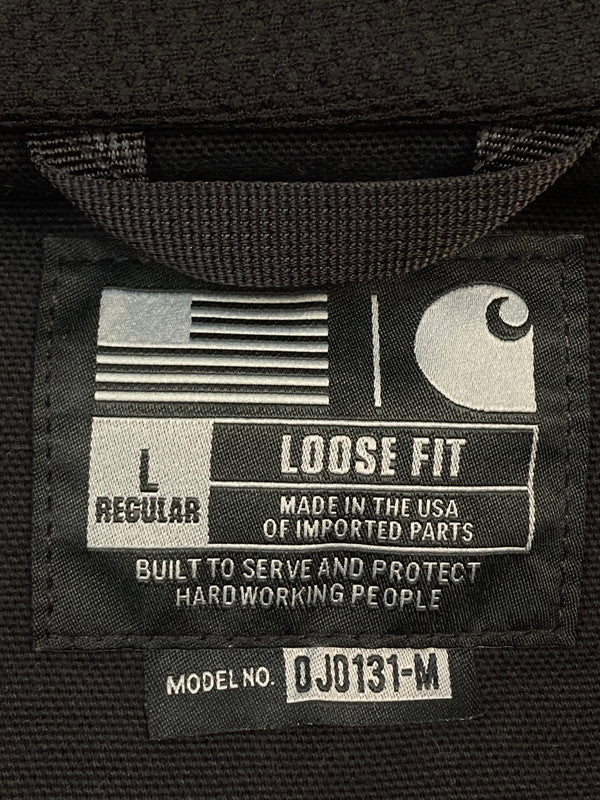 L
REGULAR
LOOSE FIT
MADE IN THE USA
OF IMPORTED PARTS
BUILT TO SERVE AND PROTECT
HARDWORKING PEOPLE
MODEL NO. OJ0131-M